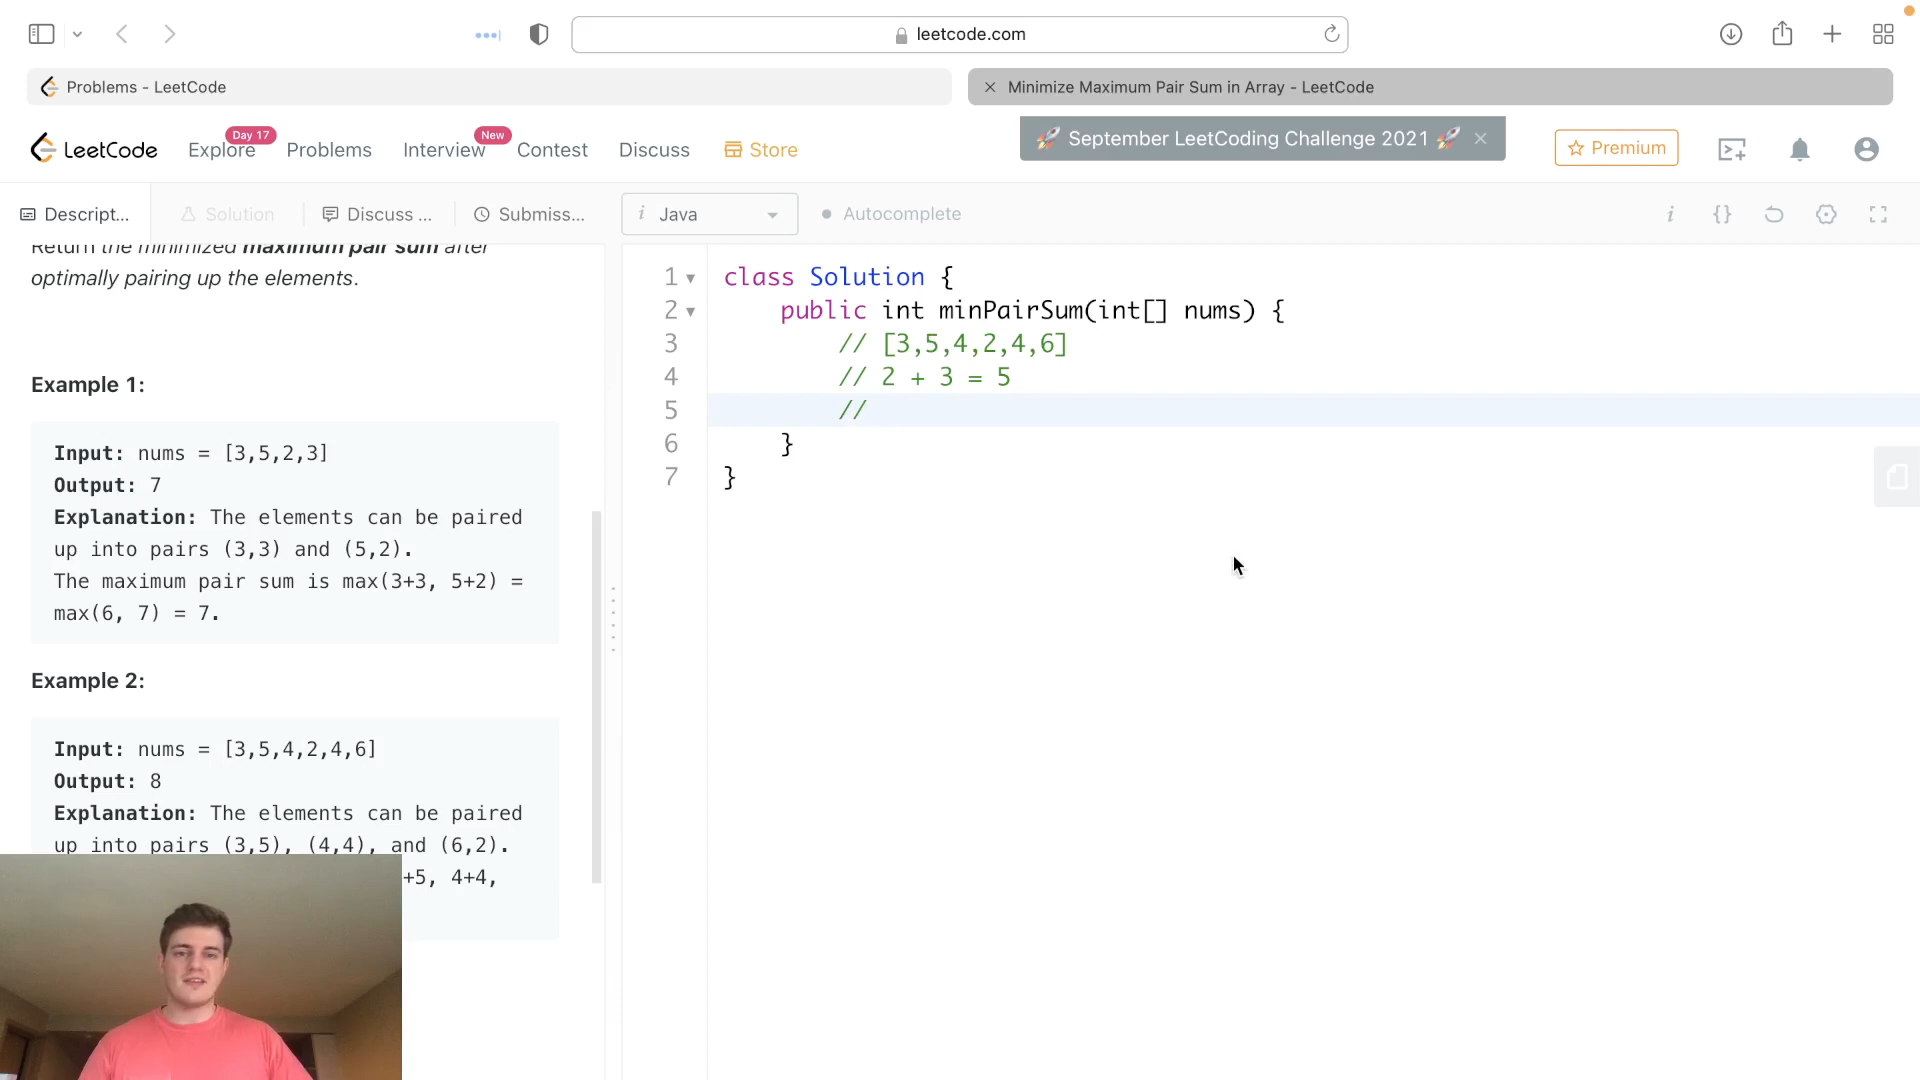 leetcode.com
Problems - LeetCode
Minimize Maximum Pair Sum in Array - LeetCode
LeetCode
Explore
Day 17
Problems
Interview
New
Contest
Discuss
Store
🚀 September LeetCoding Challenge 2021 🚀
Premium
Descript...
Solution
Discuss ...
Submiss...
i Java
Autocomplete
Return the minimized maximum pair sum after
optimally pairing up the elements.
Example 1:
Input: nums = [3,5,2,3]
Output: 7
Explanation: The elements can be paired
up into pairs (3,3) and (5,2).
The maximum pair sum is max(3+3, 5+2) =
max(6, 7) = 7.
Example 2:
Input: nums = [3,5,4,2,4,6]
Output: 8
Explanation: The elements can be paired
up into pairs (3,5), (4,4), and (6,2).
+5, 4+4,
1 class Solution {
2 public int minPairSum(int[] nums) {
3 // [3,5,4,2,4,6]
4 // 2 + 3 = 5
5 //
6 }
7 }